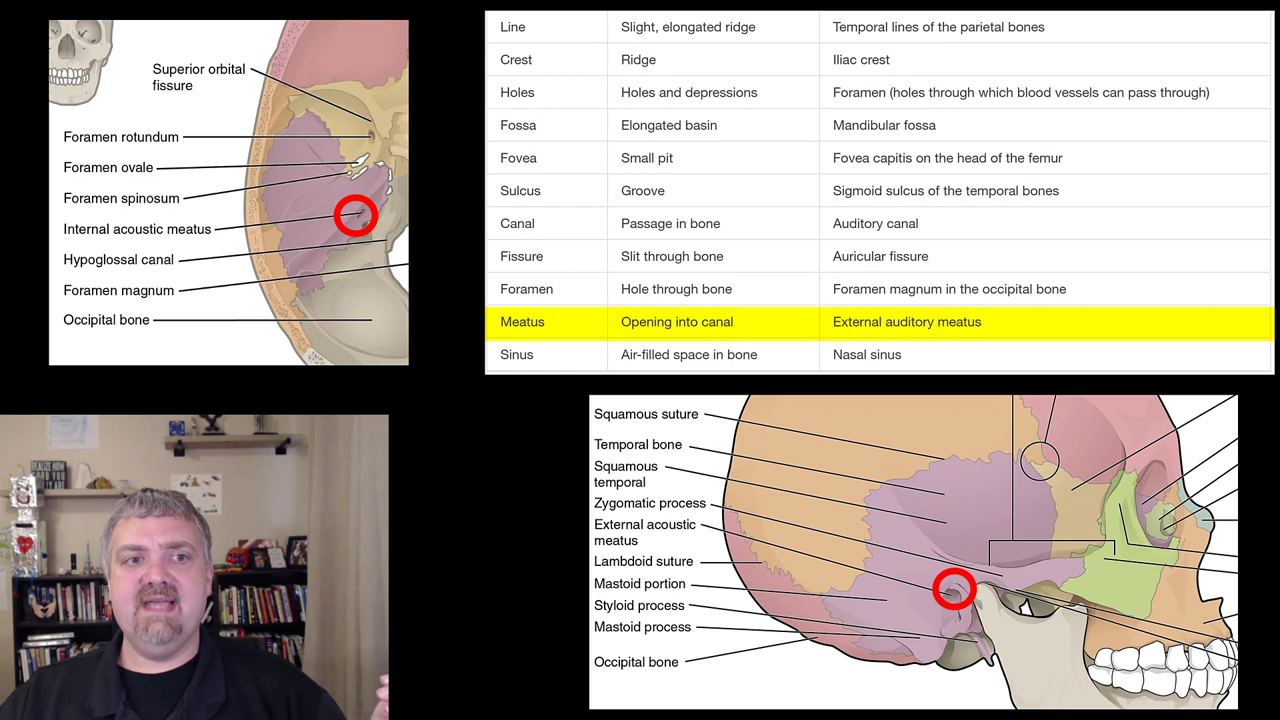 Superior orbital
fissure
Foramen rotundum
Foramen ovale
Foramen spinosum
Internal acoustic meatus
Hypoglossal canal
Foramen magnum
Occipital bone
Line Slight, elongated ridge Temporal lines of the parietal bones
Crest Ridge Iliac crest
Holes Holes and depressions Foramen (holes through which blood vessels can pass through)
Fossa Elongated basin Mandibular fossa
Fovea Small pit Fovea capitis on the head of the femur
Sulcus Groove Sigmoid sulcus of the temporal bones
Canal Passage in bone Auditory canal
Fissure Slit through bone Auricular fissure
Foramen Hole through bone Foramen magnum in the occipital bone
Meatus Opening into canal External auditory meatus
Sinus Air-filled space in bone Nasal sinus
REALIZE HOW
GOOD YOU
Squamous suture
Temporal bone
Squamous
temporal
Zygomatic process
External acoustic
meatus
Lambdoid suture
Mastoid portion
Styloid process
Mastoid process
Occipital bone